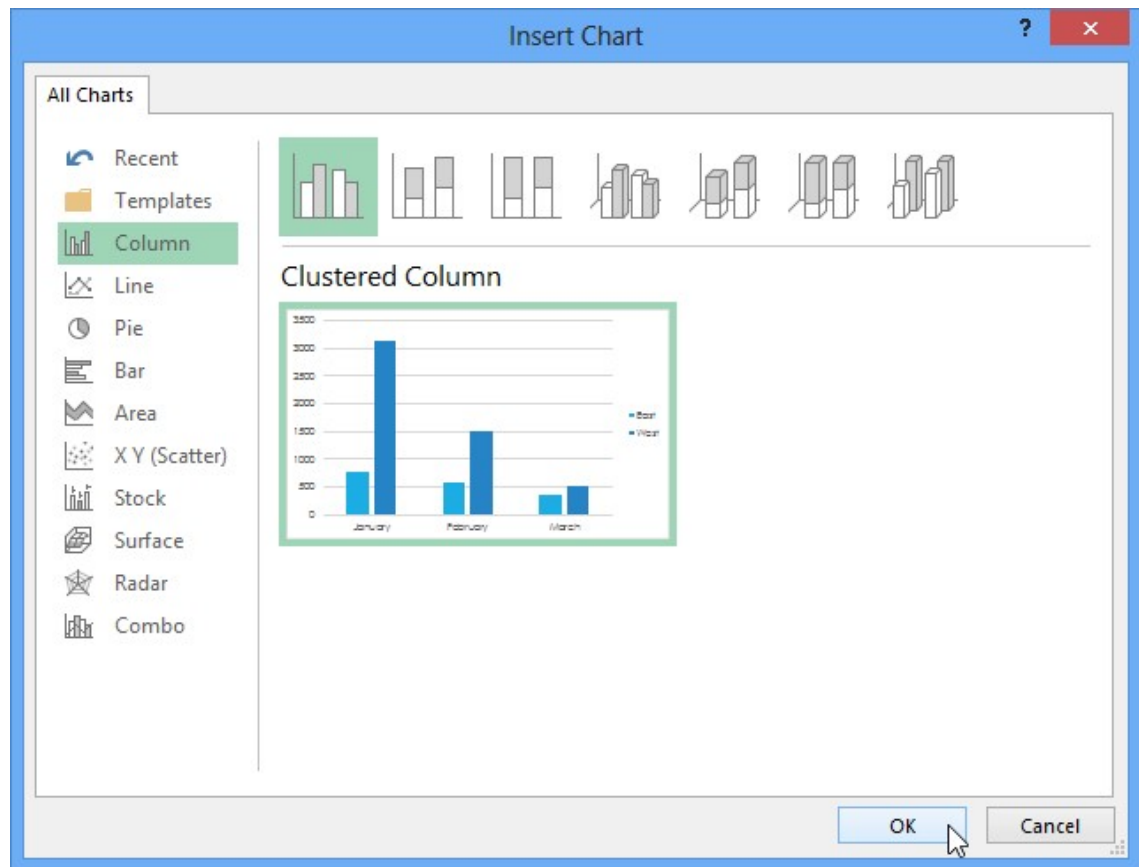 Insert Chart
?
All Charts
Recent
Templates
Column
Line
Pie
Bar
Area
X Y (Scatter)
Stock
Surface
Radar
Combo
Clustered Column
3500
3000
2500
2000
1500
1000
500
0
January
February
March
East
West
OK
Cancel